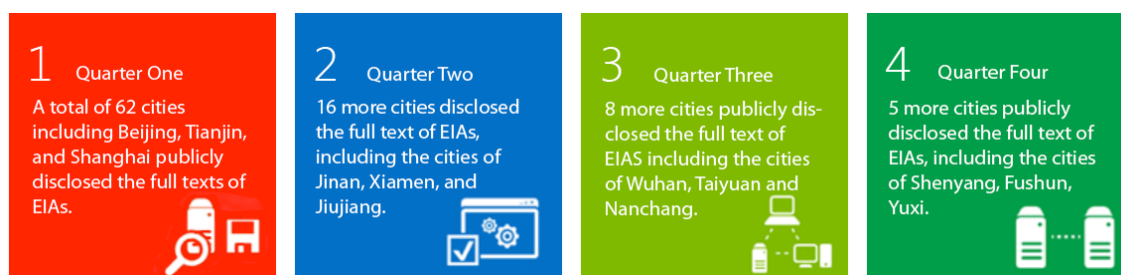 1 Quarter One
A total of 62 cities
including Beijing, Tianjin,
and Shanghai publicly
disclosed the full texts of
EIAs.
2 Quarter Two
16 more cities disclosed
the full text of EIAs,
including the cities of
Jinan, Xiamen, and
Jiujiang.
3 Quarter Three
8 more cities publicly dis-
closed the full text of
EIAS including the cities
of Wuhan, Taiyuan and
Nanchang.
4 Quarter Four
5 more cities publicly
disclosed the full text of
EIAs, including the cities
of Shenyang, Fushun,
Yuxi.